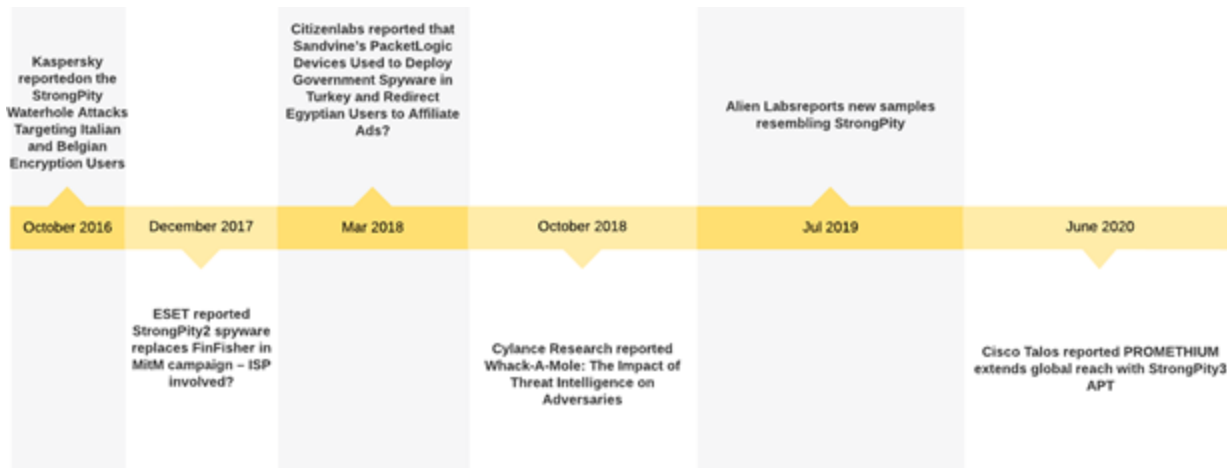 Kaspersky
reportedon the
StrongPity
Waterhole Attacks
Targeting Italian
and Belgian
Encryption Users
October 2016
December 2017
ESET reported
StrongPity2 spyware
replaces FinFisher in
MitM campaign – ISP
involved?
Citizenlabs reported that
Sandvine's PacketLogic
Devices Used to Deploy
Government Spyware in
Turkey and Redirect
Egyptian Users to Affiliate
Ads?
Mar 2018
October 2018
Cylance Research reported
Whack-A-Mole: The Impact of
Threat Intelligence on
Adversaries
Alien Labsreports new samples
resembling StrongPity
Jul 2019
June 2020
Cisco Talos reported PROMETHIUM
extends global reach with StrongPity3
APT